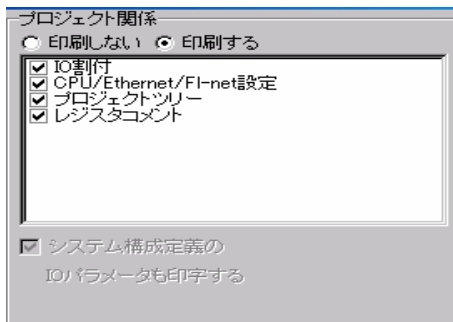 プロジェクト関係
印刷しない 印刷する
IO割付
CPU/Ethernet/Fl-net設定
プロジェクトツリー
レジスタコメント
システム構成定義の
IOパラメータも印字する